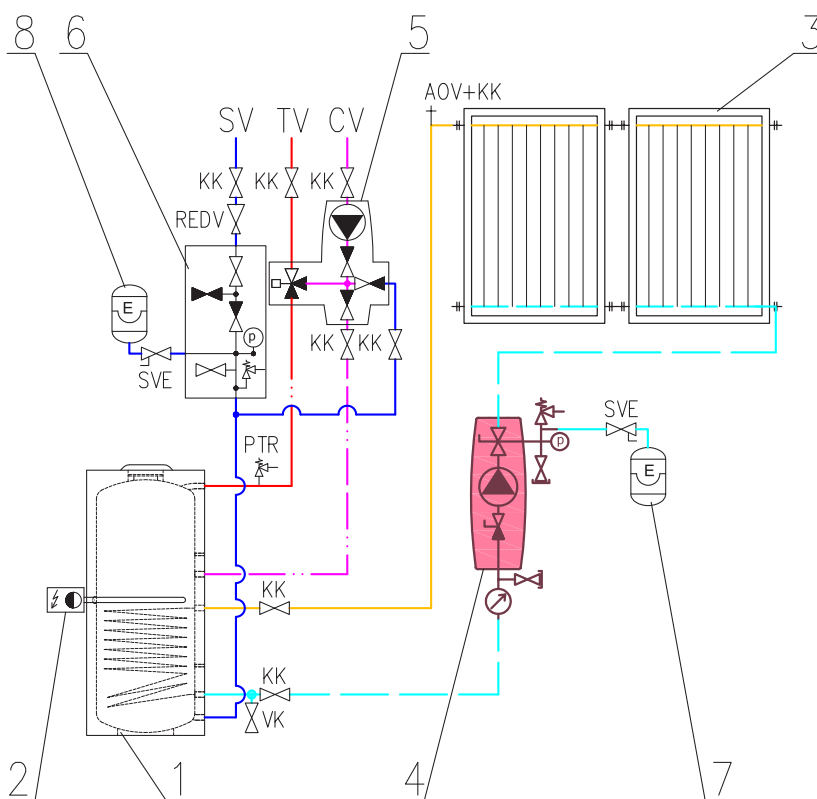 8 6 5 3
AOV+KK
SV TV CV
KK KK KK
REDV
E
P
KK KK
SVE
SVE
P
PTR
E
KK
KK
VK
2 1 4 7